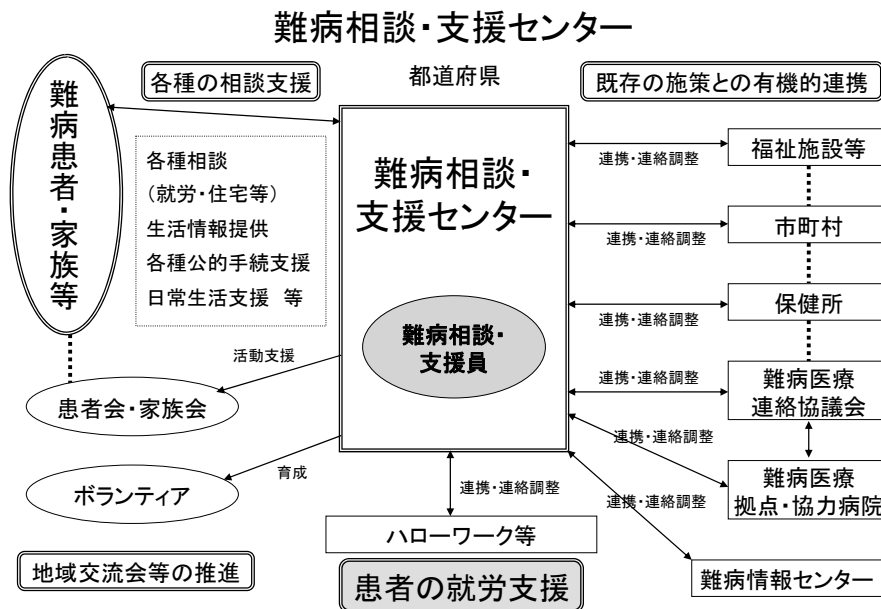 難病相談・支援センター
各種の相談支援
都道府県
既存の施策との有機的連携
難病患者・家族等
各種相談
(就労・住宅等)
生活情報提供
各種公的手続支援
日常生活支援 等
難病相談・
支援センター
難病相談・
支援員
連携・連絡調整
福祉施設等
連携・連絡調整
市町村
連携・連絡調整
保健所
連携・連絡調整
難病医療
連絡協議会
連携・連絡調整
難病医療
拠点・協力病院
連携・連絡調整
難病情報センター
活動支援
患者会・家族会
育成
ボランティア
連携・連絡調整
ハローワーク等
地域交流会等の推進
患者の就労支援